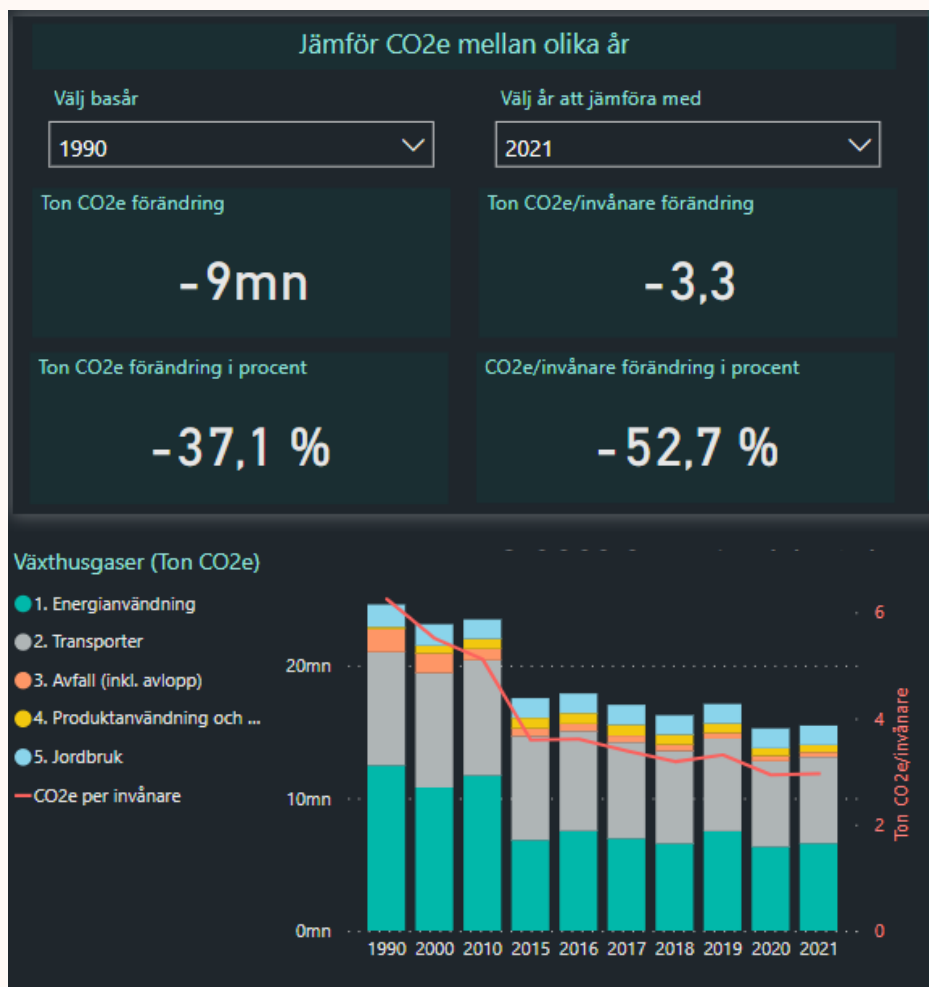 Jämför CO2e mellan olika år
Välj basår
1990
Välj år att jämföra med
2021
Ton CO2e förändring
-9mn
Ton CO2e/invånare förändring
-3,3
Ton CO2e förändring i procent
-37,1 %
CO2e/invånare förändring i procent
-52,7 %
Växthusgaser (Ton CO2e)
1. Energianvändning
2. Transporter
3. Avfall (inkl. avlopp)
4. Produktanvändning och ...
5. Jordbruk
CO2e per invånare
20mn
10mn
0mn
1990 2000 2010 2015 2016 2017 2018 2019 2020 2021
6
4
2
0
Ton CO2e/invånare